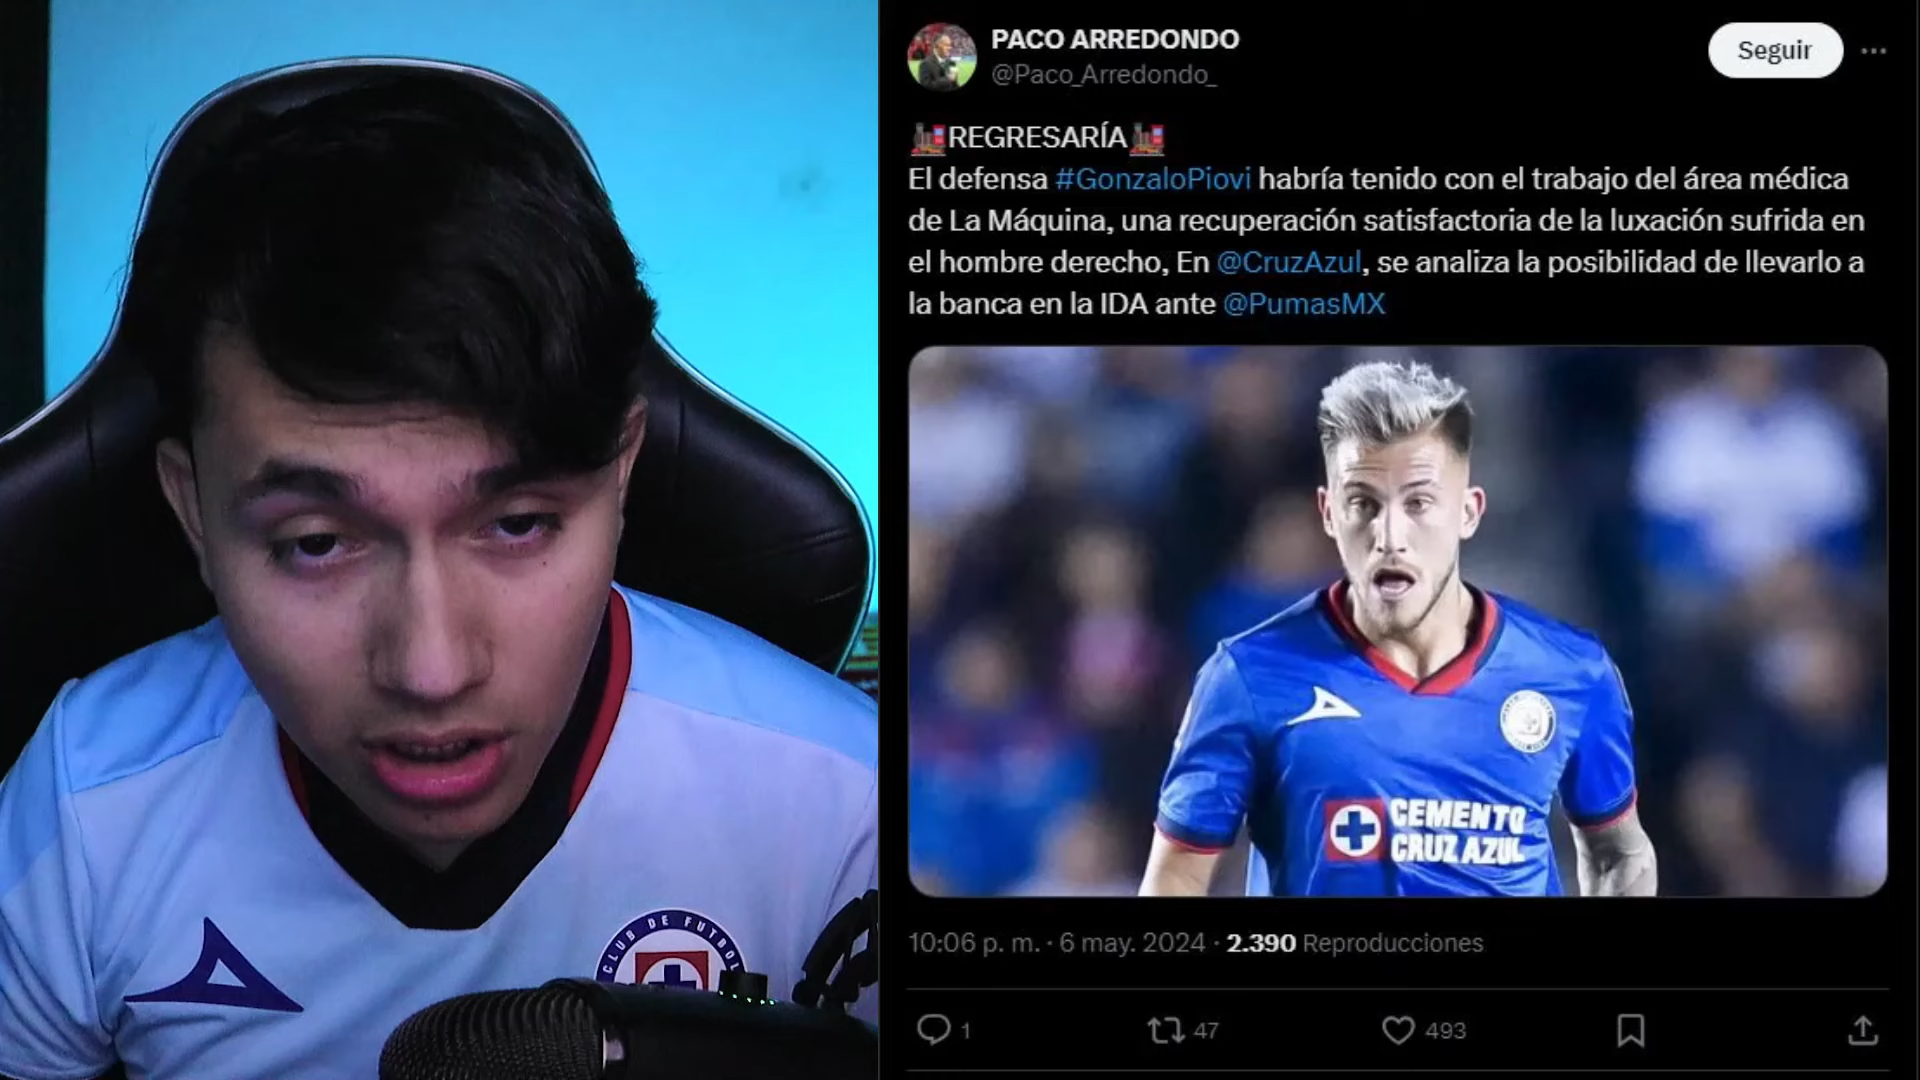 PACO ARREDONDO
@Paco_Arredondo_
Seguir
REGRESARÍA
El defensa #GonzaloPiovi habría tenido con el trabajo del área médica
de La Máquina, una recuperación satisfactoria de la luxación sufrida en
el hombre derecho, En @CruzAzul, se analiza la posibilidad de llevarlo a
la banca en la IDA ante @PumasMX
CEMENTO
CRUZ AZUL
10:06 p. m. · 6 may. 2024 · 2.390 Reproducciones
1
47
493
CLUB DE FUTBOL